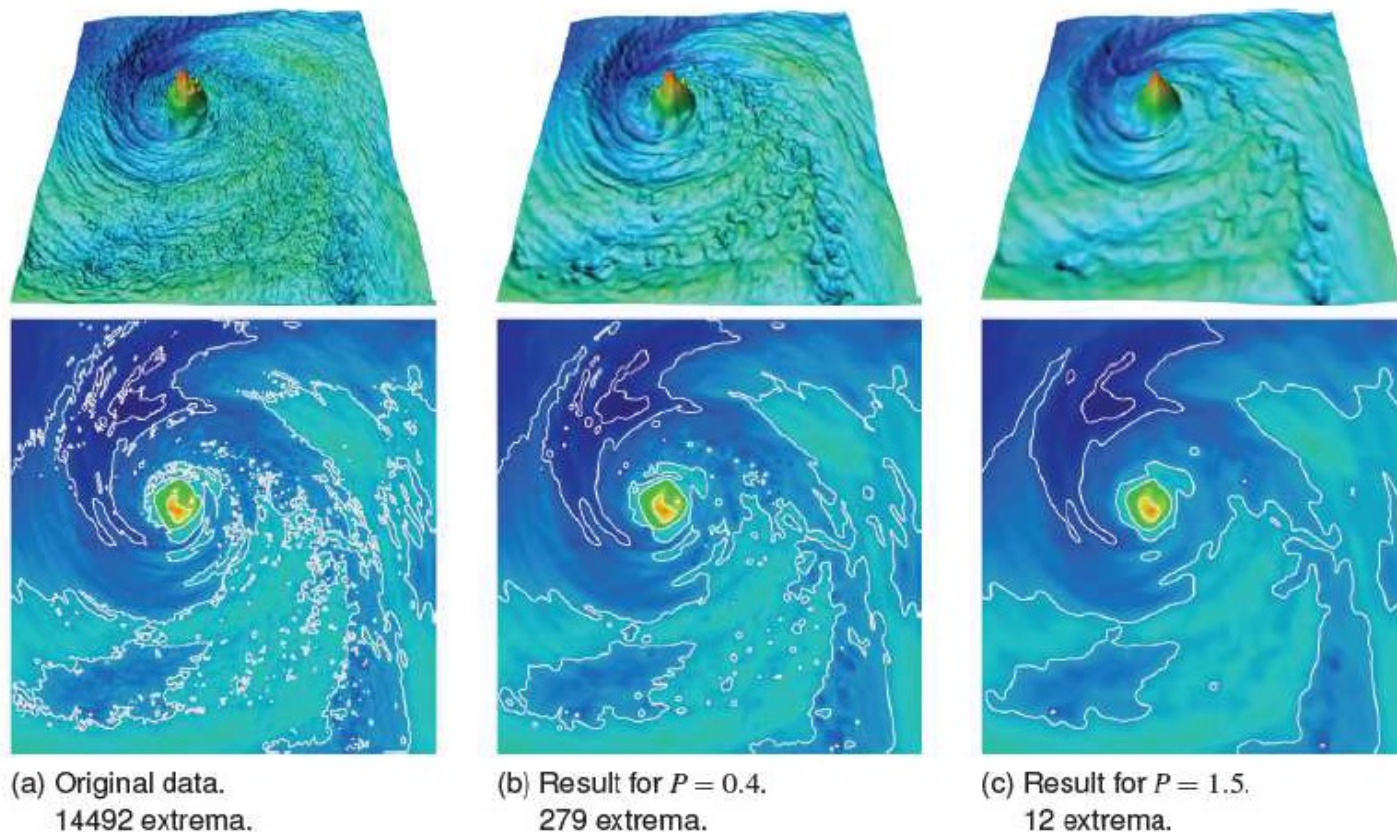 (a) Original data.
14492 extrema.
(b) Result for P = 0.4.
279 extrema.
(c) Result for P = 1.5.
12 extrema.